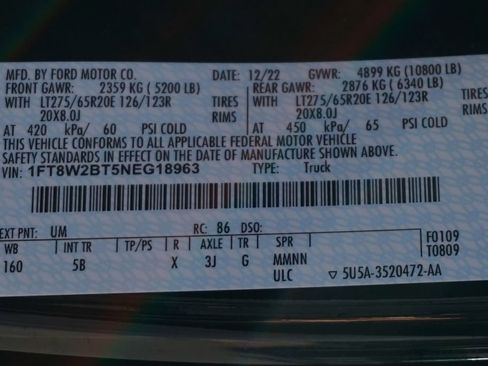 MFD. BY FORD MOTOR CO. DATE: 12/22 GVWR: 4899 KG (10800 LB)
FRONT GAWR: 2359 KG (5200 LB) REAR GAWR: 2876 KG (6340 LB)
WITH LT275/65R20E 126/123R TIRES WITH LT275/65R20E 126/123R TIRES
20X8.0J RIMS 20X8.0J RIMS
AT 420 kPa/ 60 PSI COLD AT 450 kPa/ 65 PSI COLD
THIS VEHICLE CONFORMS TO ALL APPLICABLE FEDERAL MOTOR VEHICLE
SAFETY STANDARDS IN EFFECT ON THE DATE OF MANUFACTURE SHOWN ABOVE.
VIN: 1FT8W2BT5NEG18963 TYPE: Truck
EXT PNT: UM RC: 86 DSO:
WB INT TR TP/PS R AXLE TR SPR F0109
160 5B X 3J G MMNN T0809
ULC ▽ 5U5A-3520472-AA